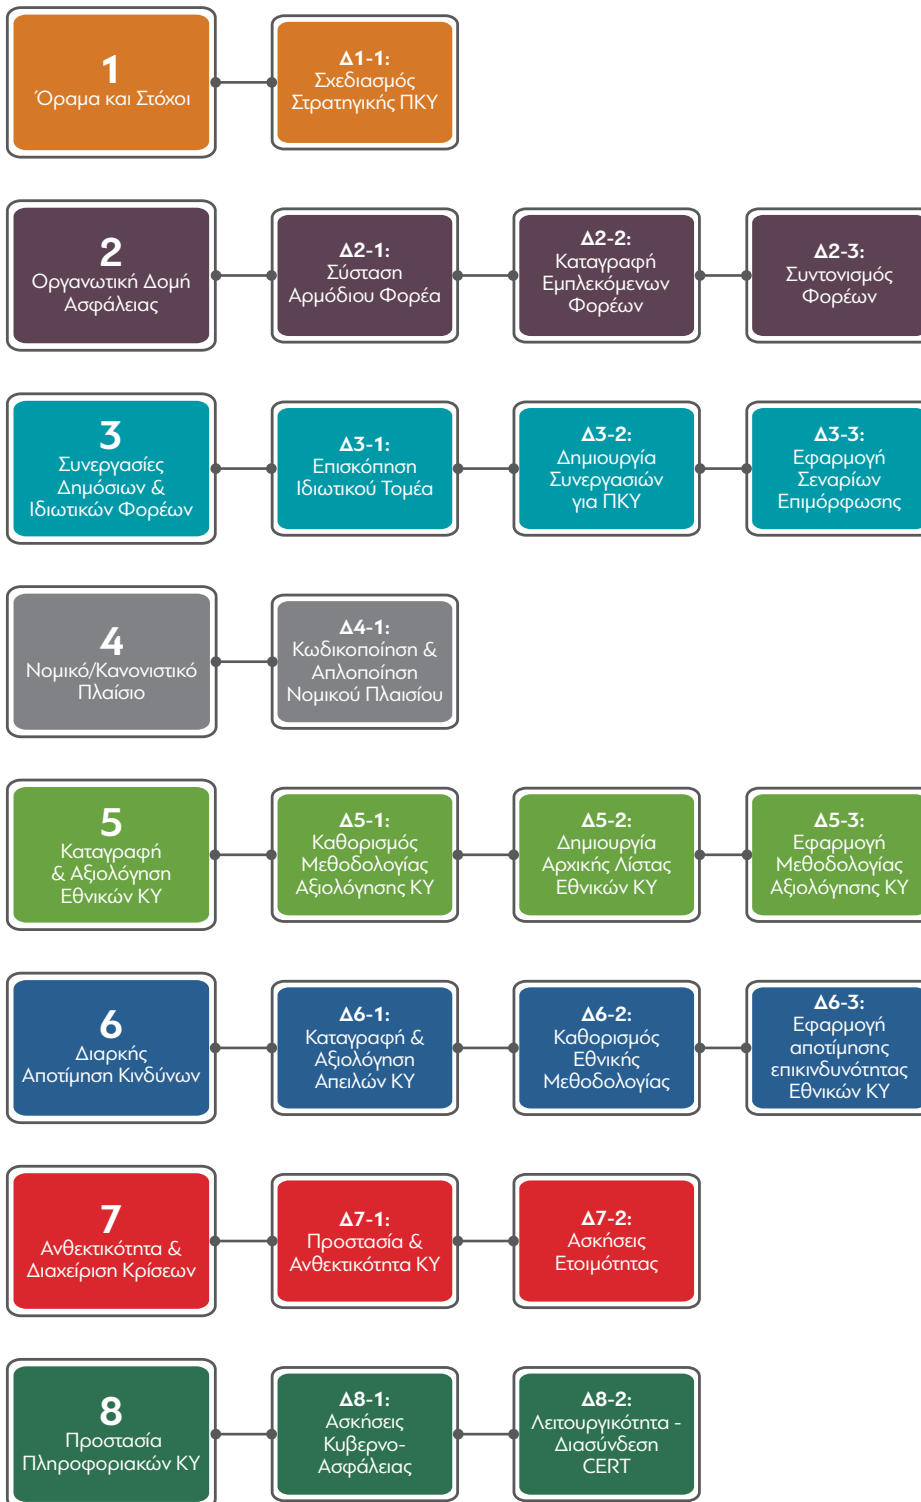 1
Όραμα και Στόχοι
Δ1-1:
Σχεδιασμός
Στρατηγικής ΠΚΥ
2
Οργανωτική Δομή
Ασφάλειας
Δ2-1:
Σύσταση
Αρμόδιου Φορέα
Δ2-2:
Καταγραφή
Εμπλεκόμενων
Φορέων
Δ2-3:
Συντονισμός
Φορέων
3
Συνεργασίες
Δημόσιων &
Ιδιωτικών Φορέων
Δ3-1:
Επισκόπηση
Ιδιωτικού Τομέα
Δ3-2:
Δημιουργία
Συνεργασιών
για ΠΚΥ
Δ3-3:
Εφαρμογή
Σεναρίων
Επιμόρφωσης
4
Νομικό/Κανονιστικό
Πλαίσιο
Δ4-1:
Κωδικοποίηση &
Απλοποίηση
Νομικού Πλαισίου
5
Καταγραφή
& Αξιολόγηση
Εθνικών ΚΥ
Δ5-1:
Καθορισμός
Μεθοδολογίας
Αξιολόγησης ΚΥ
Δ5-2:
Δημιουργία
Αρχικής Λίστας
Εθνικών ΚΥ
Δ5-3:
Εφαρμογή
Μεθοδολογίας
Αξιολόγησης ΚΥ
6
Διαρκής
Αποτίμηση Κινδύνων
Δ6-1:
Καταγραφή &
Αξιολόγηση
Απειλών ΚΥ
Δ6-2:
Καθορισμός
Εθνικής
Μεθοδολογίας
Δ6-3:
Εφαρμογή
αποτίμησης
επικινδυνότητας
Εθνικών ΚΥ
7
Ανθεκτικότητα &
Διαχείριση Κρίσεων
Δ7-1:
Προστασία &
Ανθεκτικότητα ΚΥ
Δ7-2:
Ασκήσεις
Ετοιμότητας
8
Προστασία
Πληροφοριακών ΚΥ
Δ8-1:
Ασκήσεις
Κυβερνο-
Ασφάλειας
Δ8-2:
Λειτουργικότητα -
Διασύνδεση
CERT